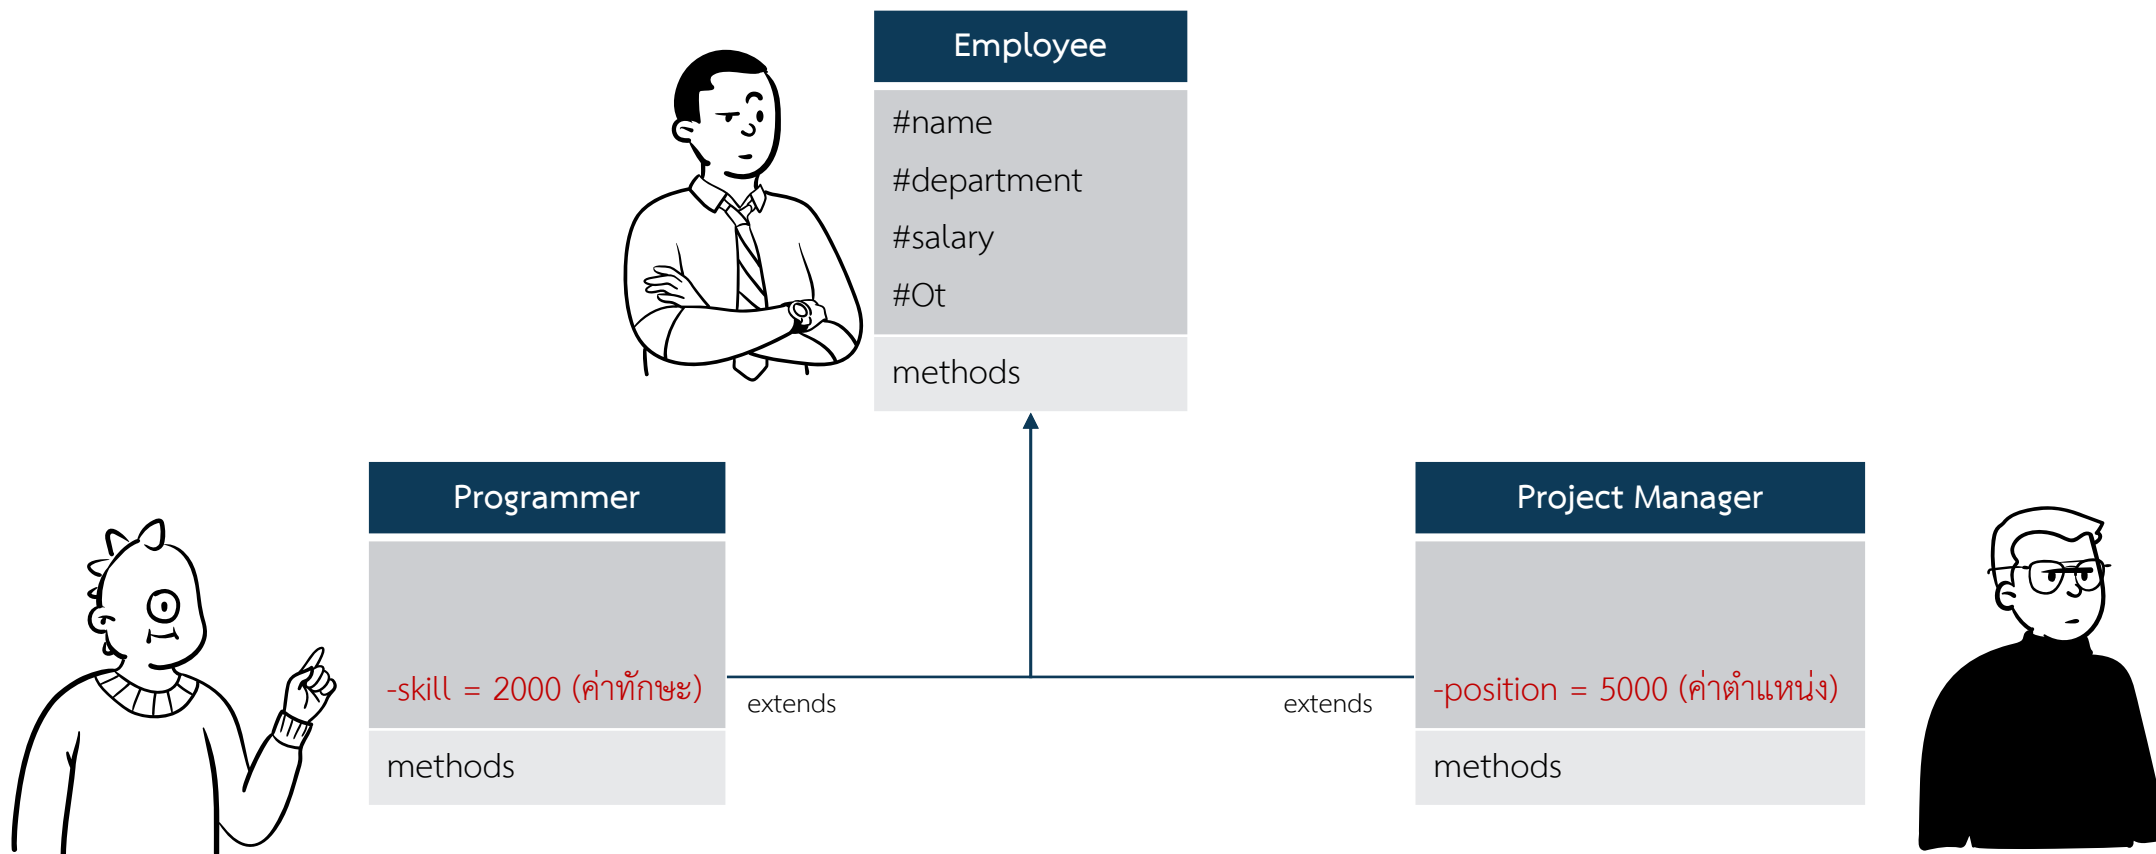 Employee
#name
#department
#salary
#Ot
methods
Programmer
-skill = 2000 (ค่าทักษะ)
methods
extends
extends
Project Manager
-position = 5000 (ค่าตำแหน่ง)
methods